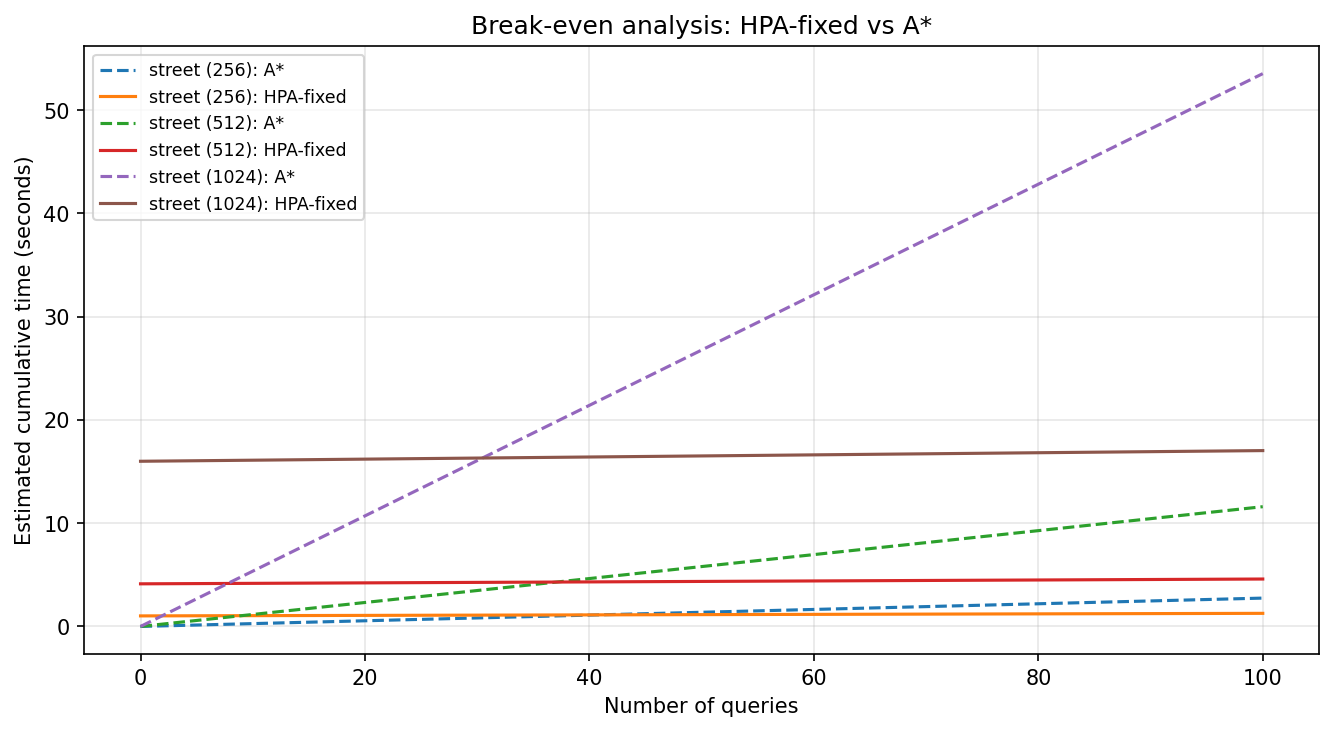 Break-even analysis: HPA-fixed vs A*
street (256): A*
street (256): HPA-fixed
street (512): A*
street (512): HPA-fixed
street (1024): A*
street (1024): HPA-fixed
Estimated cumulative time (seconds)
50
40
30
20
10
0
0 20 40 60 80 100
Number of queries